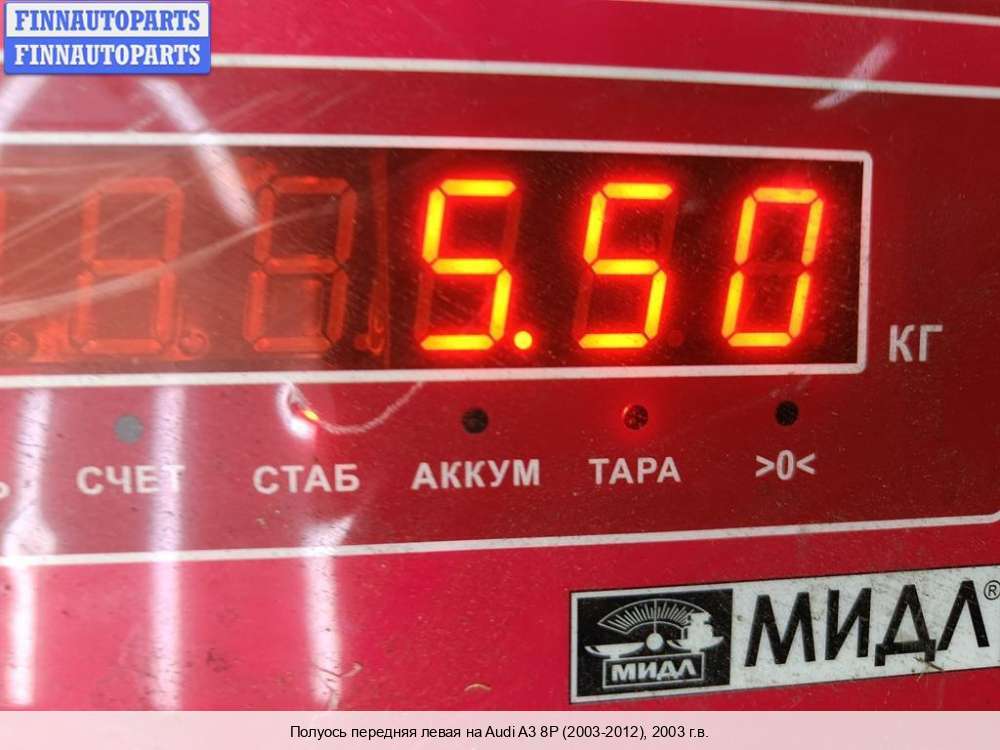 FINNAUTOPARTS
FINNAUTOPARTS
5.50
КГ
СЧЕТ СТАБ АККУМ ТАРА >0<
МИДЛ®
МИДЛ
Полуось передняя левая на Audi A3 8P (2003-2012), 2003 г.в.